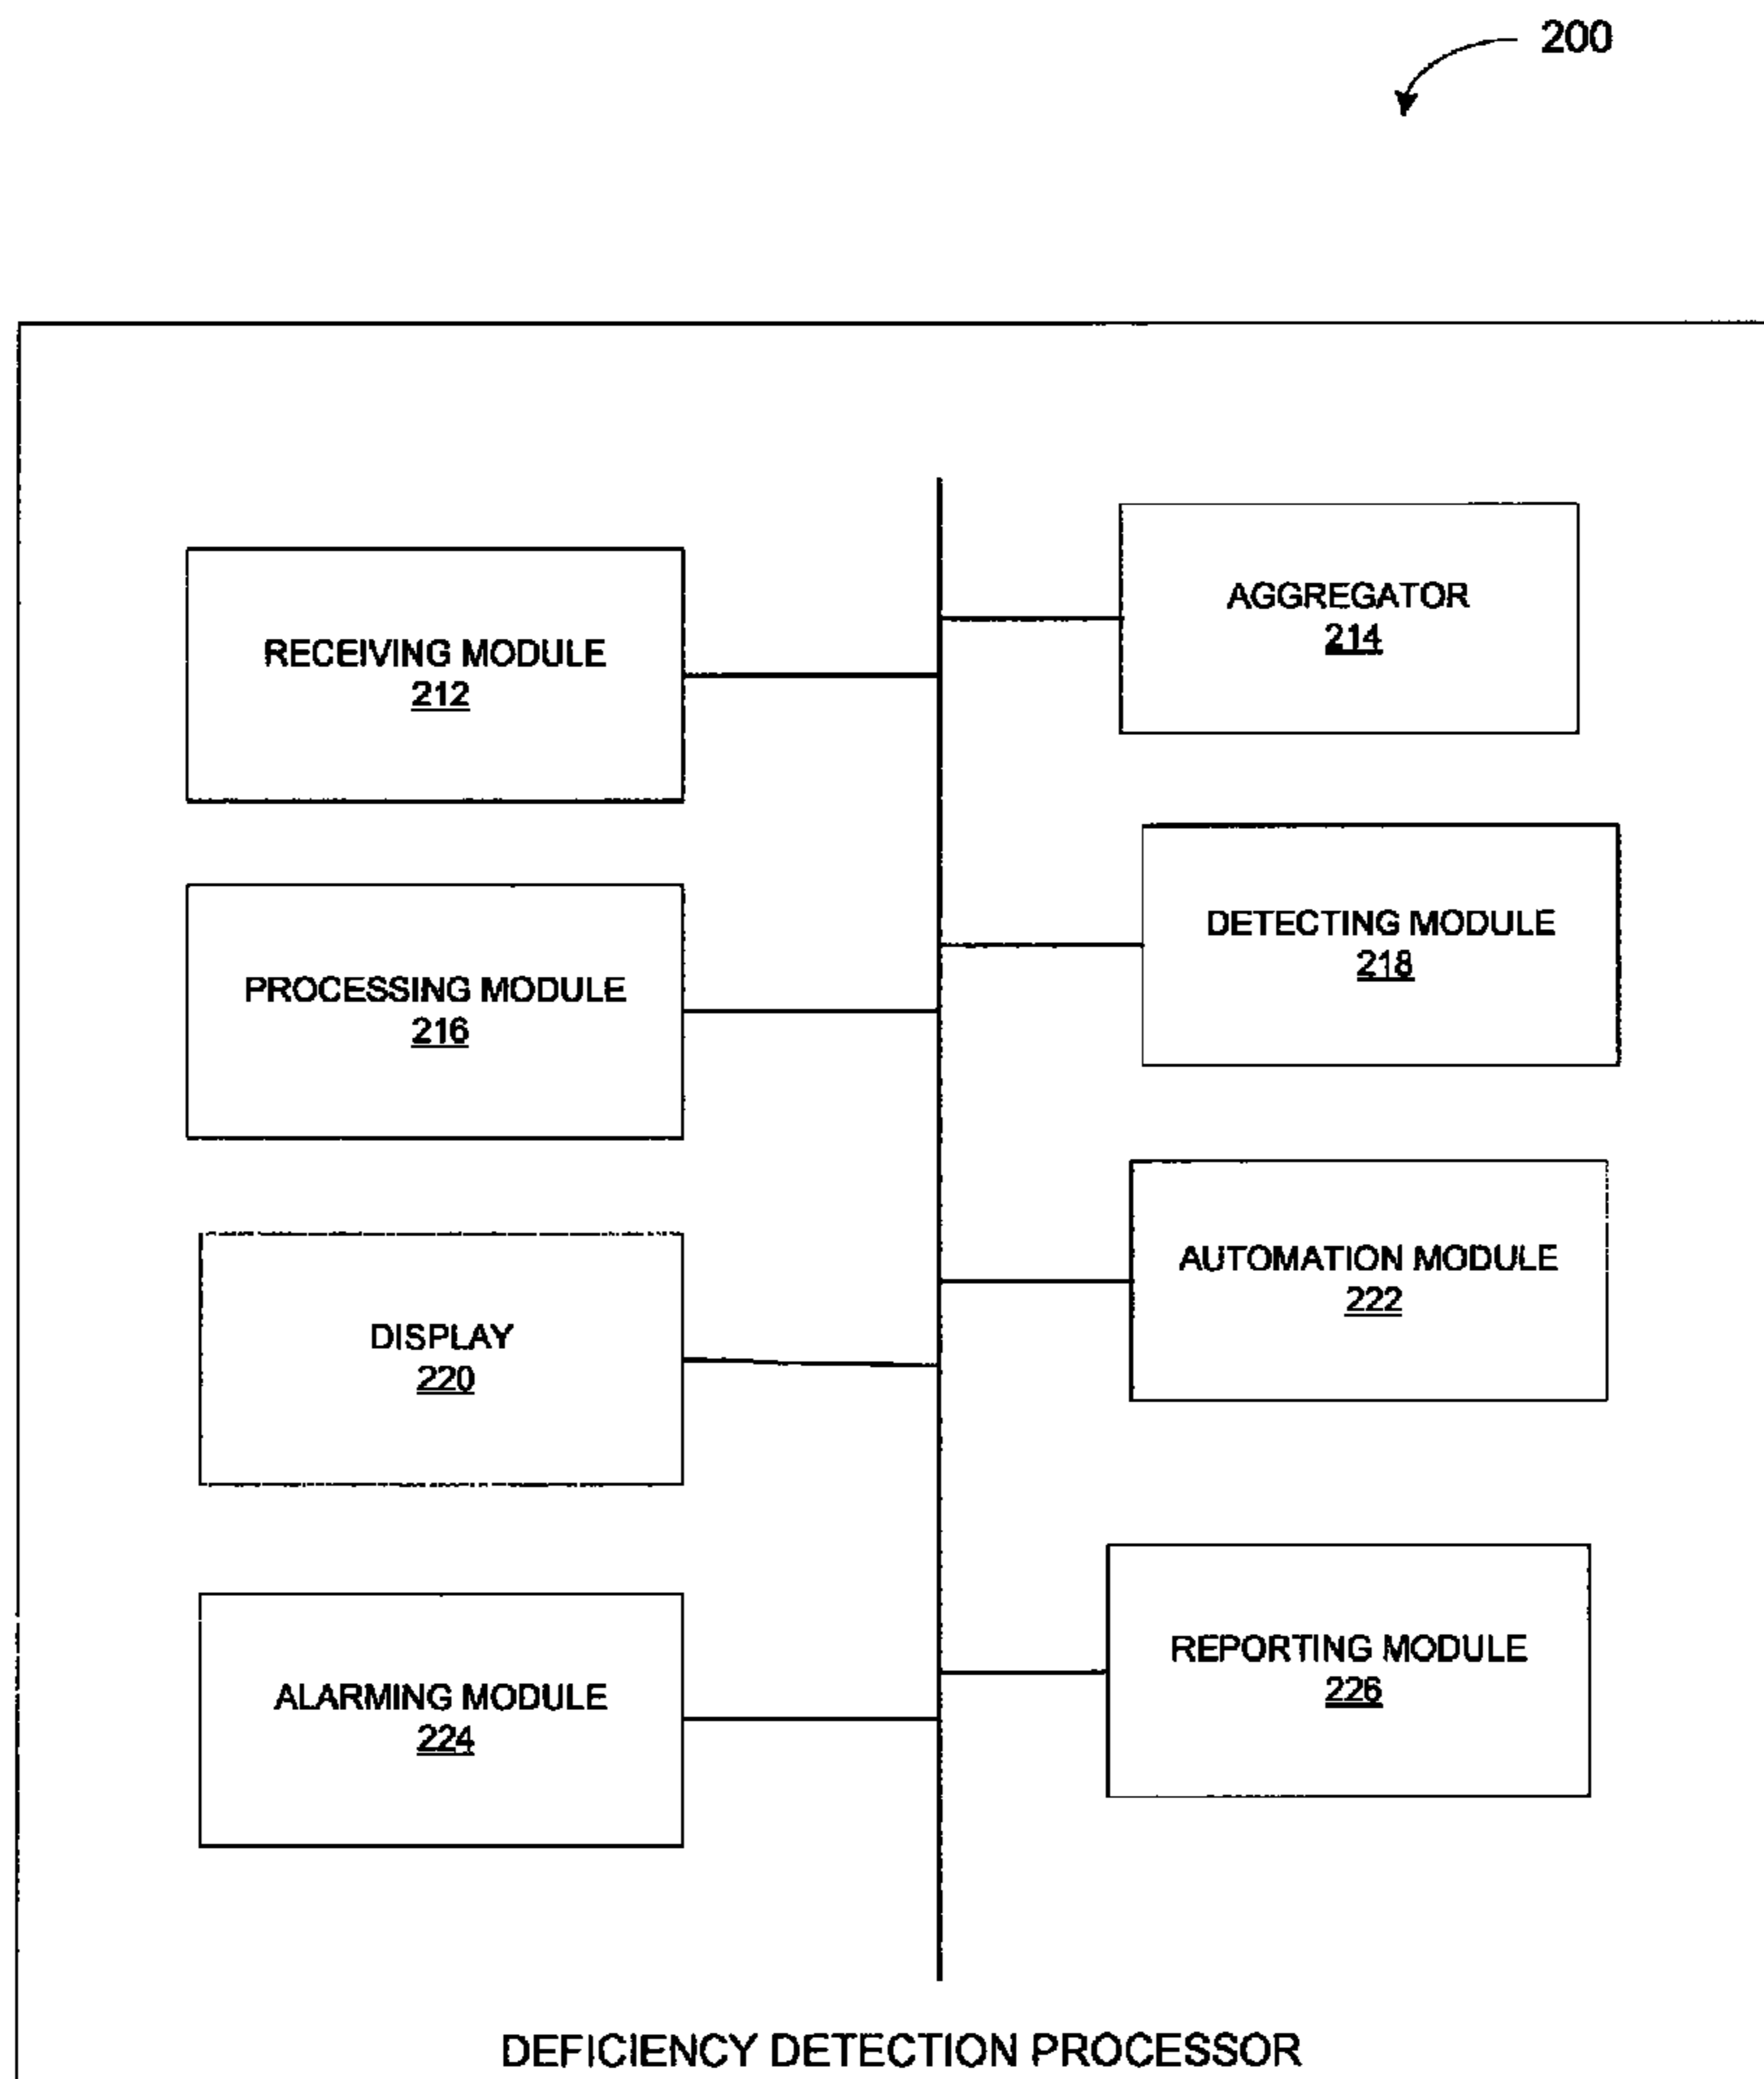 200
RECEIVING MODULE
212
AGGREGATOR
214
PROCESSING MODULE
216
DETECTING MODULE
218
DISPLAY
220
AUTOMATION MODULE
222
ALARMING MODULE
224
REPORTING MODULE
226
DEFICIENCY DETECTION PROCESSOR